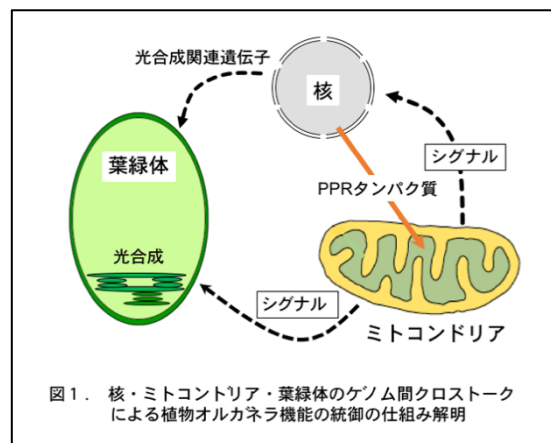 光合成関連遺伝子
核
シグナル
葉緑体
PPRタンパク質
光合成
シグナル
ミトコンドリア
図1. 核・ミトコンドリア・葉緑体のゲノム間クロストーク
による植物オルガネラ機能の統御の仕組み解明